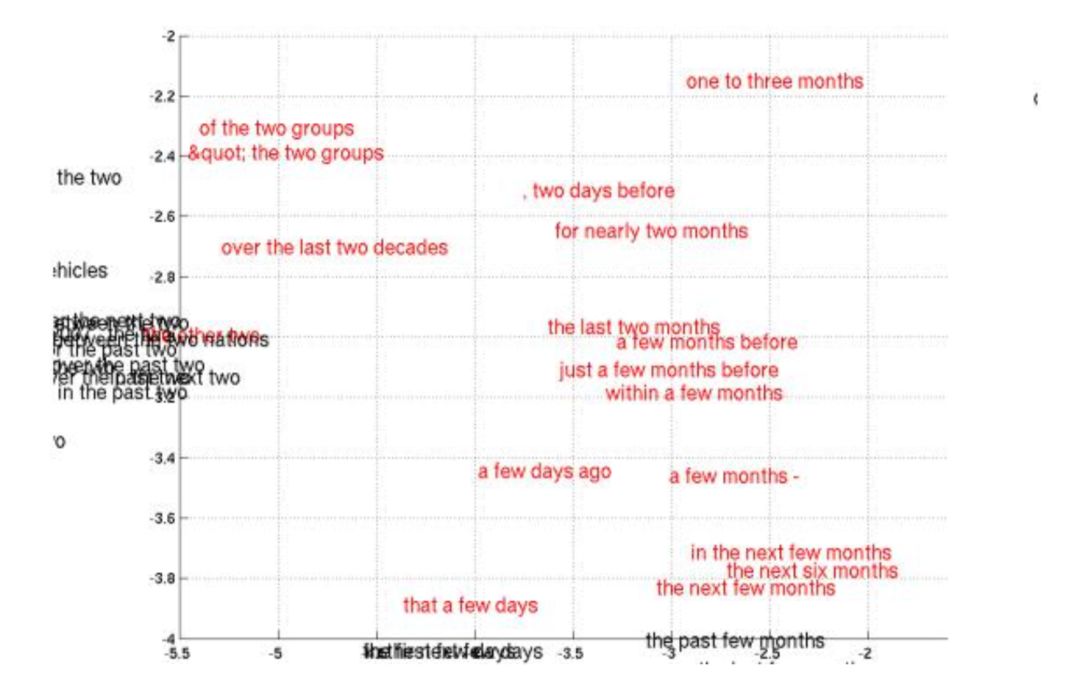 -2
one to three months
-2.2
of the two groups
-2.4
&quot; the two groups
the two
, two days before
-2.6
for nearly two months
over the last two decades
-2.8
the last two months
between the two nations
a few months before
the past two
over the past two
just a few months before
next two
in the past two
within a few months
-3.2
-3.4
a few days ago
a few months -
-3.6
in the next few months
the next six months
-3.8
the next few months
that a few days
-4
the past few months
-5.5
-5
days
-3.5
-3
-2.5
-2